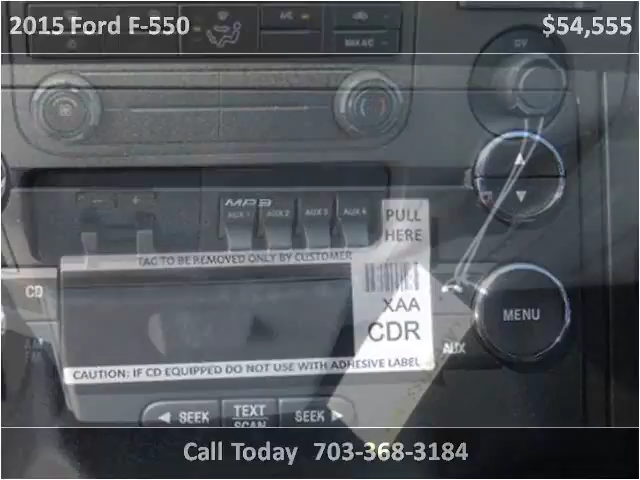 2015 Ford F-550
$54,555
A/C
MAX A/C
MP3
AUX 1 AUX 2 AUX 3 AUX 4
PULL
HERE
TAG TO BE REMOVED ONLY BY CUSTOMER
CD
XAA
CDR
MENU
AUX
CAUTION: IF CD EQUIPPED DO NOT USE WITH ADHESIVE LABEL
SEEK
TEXT
SCAN
SEEK
Call Today 703-368-3184